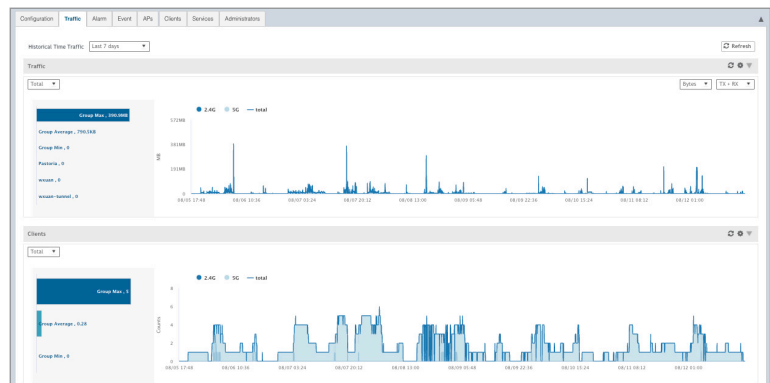 Configuration Traffic Alarm Event APs Clients Services Administrators
Historical Time Traffic Last 7 days Refresh
Traffic
Total Bytes TX + RX
2.4G 5G total
Group Max , 390.9MB
Group Average , 790.5kB
Group Min , 0
Pastoria , 0
wxuan , 0
wxuan-tunnel , 0
MB
572MB
381MB
191MB
0
08/05 17:48 08/06 10:36 08/07 03:24 08/07 20:12 08/08 13:00 08/09 05:48 08/09 22:36 08/10 15:24 08/11 08:12 08/12 01:00
Clients
Total
2.4G 5G total
Group Max , 5
Group Average , 0.28
Group Min , 0
Counts
8
6
4
2
0
08/05 17:48 08/06 10:36 08/07 03:24 08/07 20:12 08/08 13:00 08/09 05:48 08/09 22:36 08/10 15:24 08/11 08:12 08/12 01:00